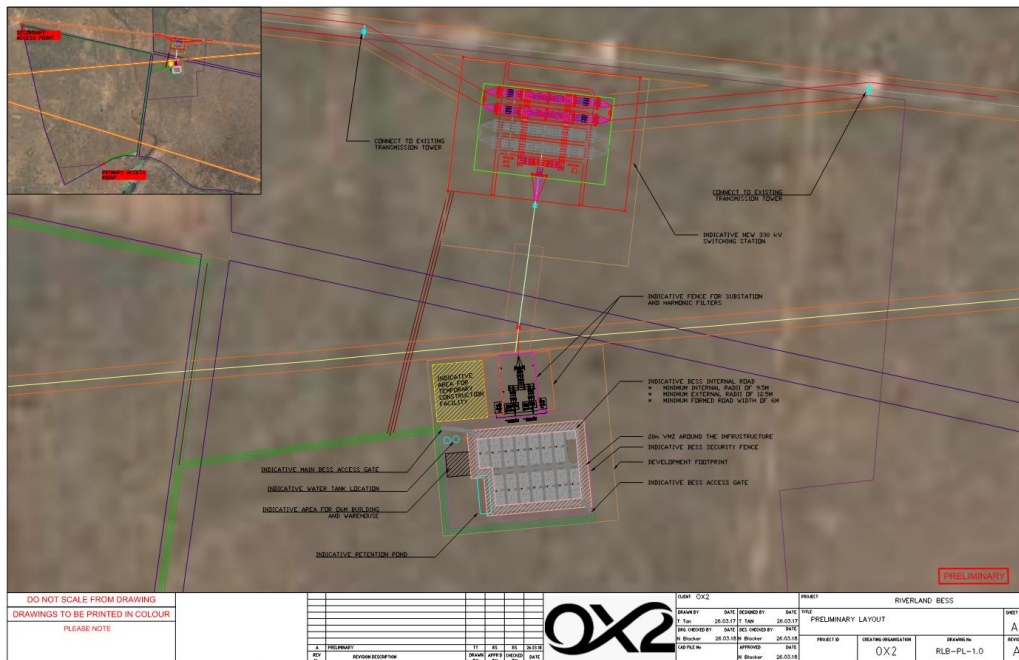 SECONDARY
ACCESS POINT
PRIMARY ACCESS
POINT
CONNECT TO EXISTING
TRANSMISSION TOWER
CONNECT TO EXISTING
TRANSMISSION TOWER
INDICATIVE NEW 330 kV
SWITCHING STATION
INDICATIVE FENCE FOR SUBSTATION
AND HARMONIC FILTERS
INDICATIVE
AREA FOR
TEMPORARY
CONSTRUCTION
FACILITY
INDICATIVE BESS INTERNAL ROAD
* MINIMUM INTERNAL RADII OF 9.5M
* MINIMUM EXTERNAL RADII OF 12.5M
* MINIMUM FORMED ROAD WIDTH OF 6M
20m VMZ AROUND THE INFRUSTRUCTURE
INDICATIVE BESS SECURITY FENCE
DEVELOPMENT FOOTPRINT
INDICATIVE BESS ACCESS GATE
INDICATIVE MAIN BESS ACCESS GATE
INDICATIVE WATER TANK LOCATION
INDICATIVE AREA FOR O&M BUILDING
AND WAREHOUSE
INDICATIVE RETENTION POND
PRELIMINARY
DO NOT SCALE FROM DRAWING
DRAWINGS TO BE PRINTED IN COLOUR
PLEASE NOTE
A PRELIMINARY TT RS RS 26.03.18
REV REVISION DESCRIPTION DRAWN APP'D CHECKED DATE
OX2
CLIENT OX2
DRAWN BY DATE DESIGNED BY DATE
T Tan 26.03.17 T TAN 26.03.17
DRG CHECKED BY DATE DES. CHECKED BY DATE
N Blocker 26.03.18 N Blocker 26.03.18
CAD FILE No APPROVED DATE
N Blocker 26.03.18
PROJECT RIVERLAND BESS
TITLE SHEET
PRELIMINARY LAYOUT A
PROJECT ID CREATING ORGANISATION DRAWING No.
OX2 RLB-PL-1.0 A